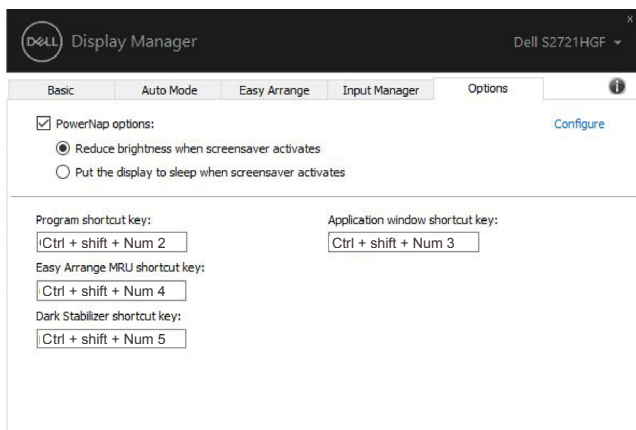 DELL Display Manager
Dell S2721HGF
Basic Auto Mode Easy Arrange Input Manager Options
PowerNap options:
Configure
Reduce brightness when screensaver activates
Put the display to sleep when screensaver activates
Program shortcut key:
Application window shortcut key:
Ctrl + shift + Num 2
Ctrl + shift + Num 3
Easy Arrange MRU shortcut key:
Ctrl + shift + Num 4
Dark Stabilizer shortcut key:
Ctrl + shift + Num 5